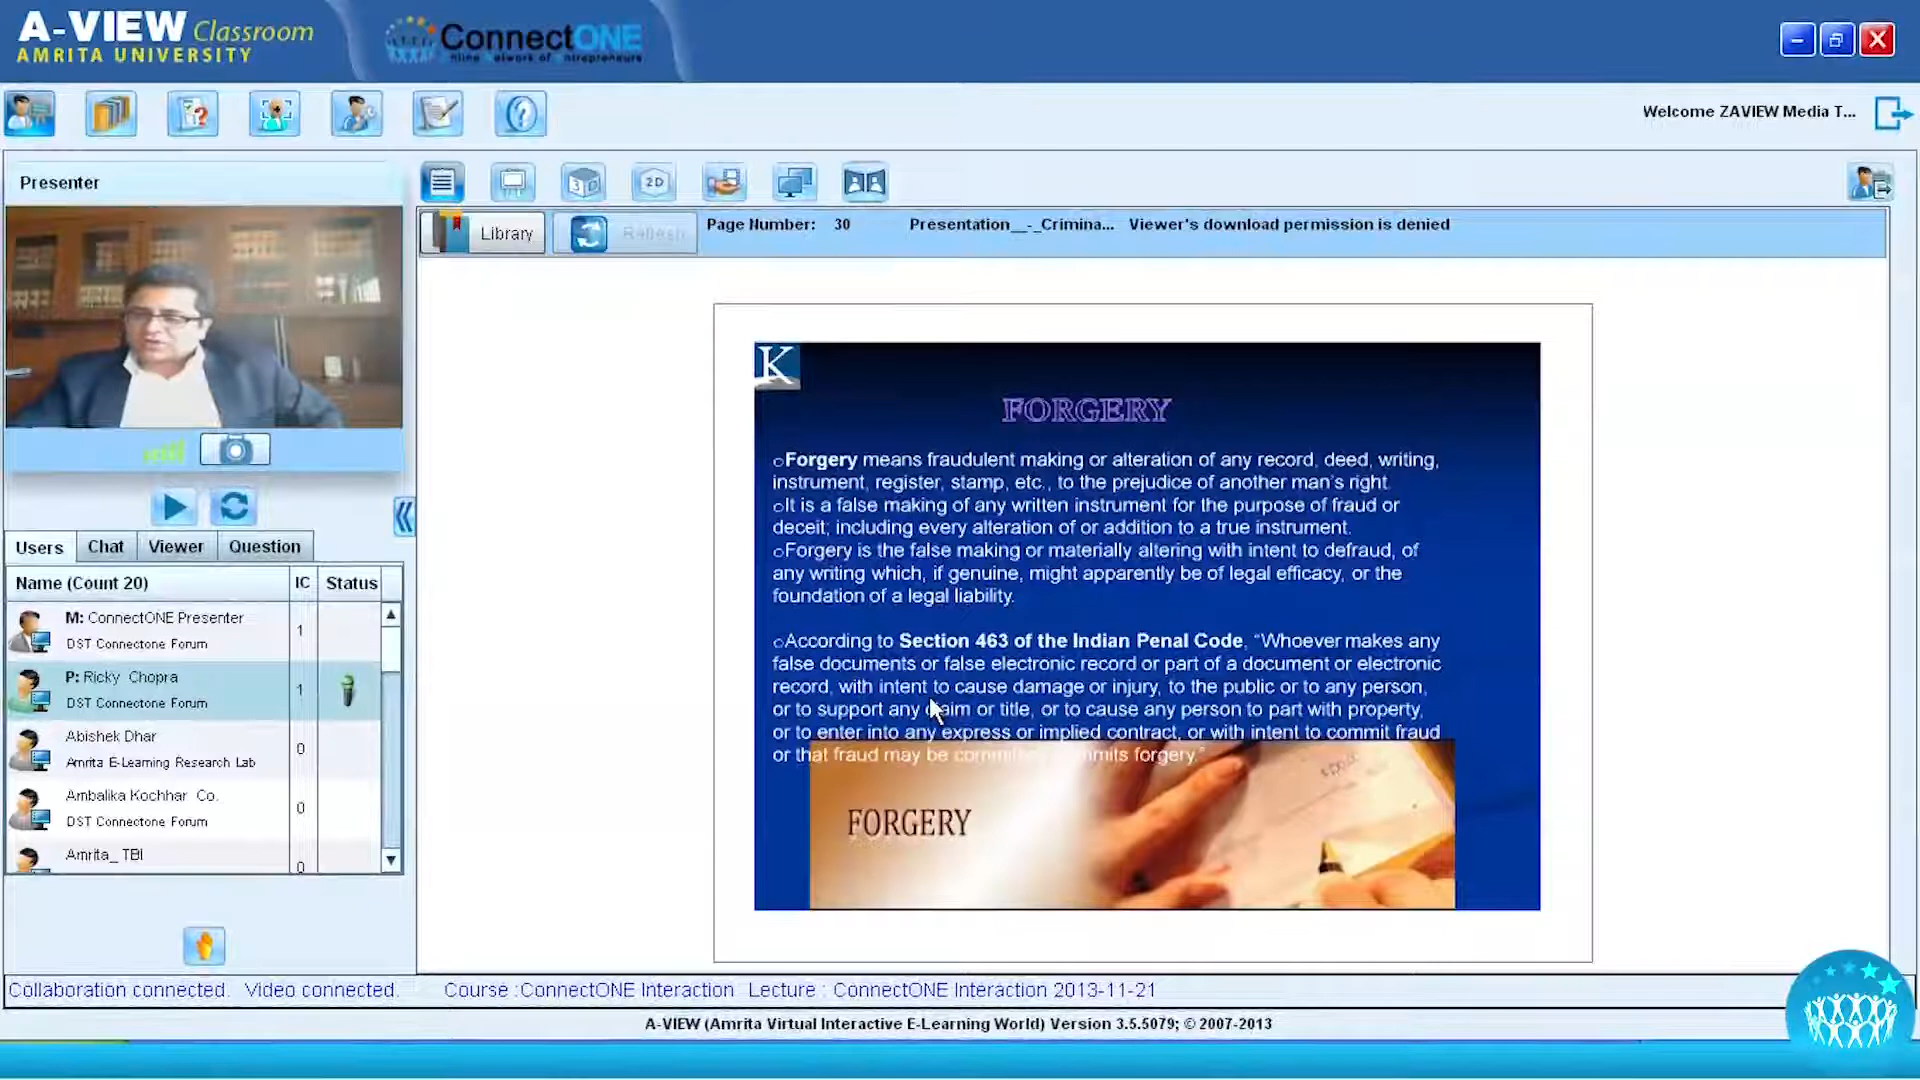 A-VIEW Classroom
AMRITA UNIVERSITY
ConnectONE
Welcome ZAVIEW Media T...
Presenter
3D
2D
Library
Refresh
Page Number: 30 Presentation__-_Crimina... Viewer's download permission is denied
K
FORGERY
Forgery means fraudulent making or alteration of any record, deed, writing,
instrument, register, stamp, etc., to the prejudice of another man's right.
It is a false making of any written instrument for the purpose of fraud or
deceit; including every alteration of or addition to a true instrument.
Forgery is the false making or materially altering with intent to defraud, of
any writing which, if genuine, might apparently be of legal efficacy, or the
foundation of a legal liability.
According to Section 463 of the Indian Penal Code, “Whoever makes any
false documents or false electronic record or part of a document or electronic
record, with intent to cause damage or injury, to the public or to any person,
or to support any claim or title, or to cause any person to part with property,
or to enter into any express or implied contract, or with intent to commit fraud
or that fraud may be forgery.”
FORGERY
Users Chat Viewer Question
Name (Count 20) IC Status
M: ConnectONE Presenter
DST Connectone Forum
1
P: Ricky Chopra
DST Connectone Forum
1
Abishek Dhar
Amrita E-Learning Research Lab
0
Ambalika Kochhar Co.
DST Connectone Forum
0
Amrita_ TBI
0
Collaboration connected. Video connected. Course :ConnectONE Interaction Lecture : ConnectONE Interaction 2013-11-21
A-VIEW (Amrita Virtual Interactive E-Learning World) Version 3.5.5079; © 2007-2013